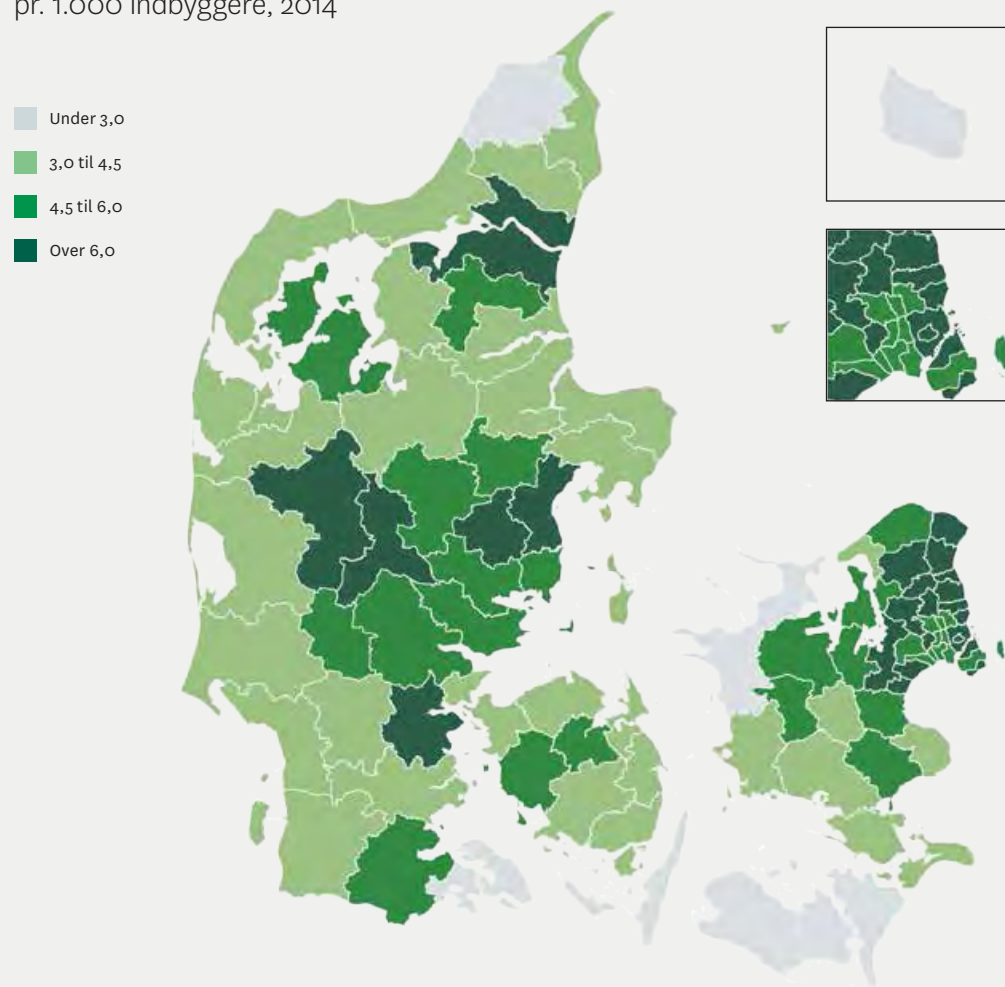 pr. 1.000 indbyggere, 2014
Under 3,0
3,0 til 4,5
4,5 til 6,0
Over 6,0